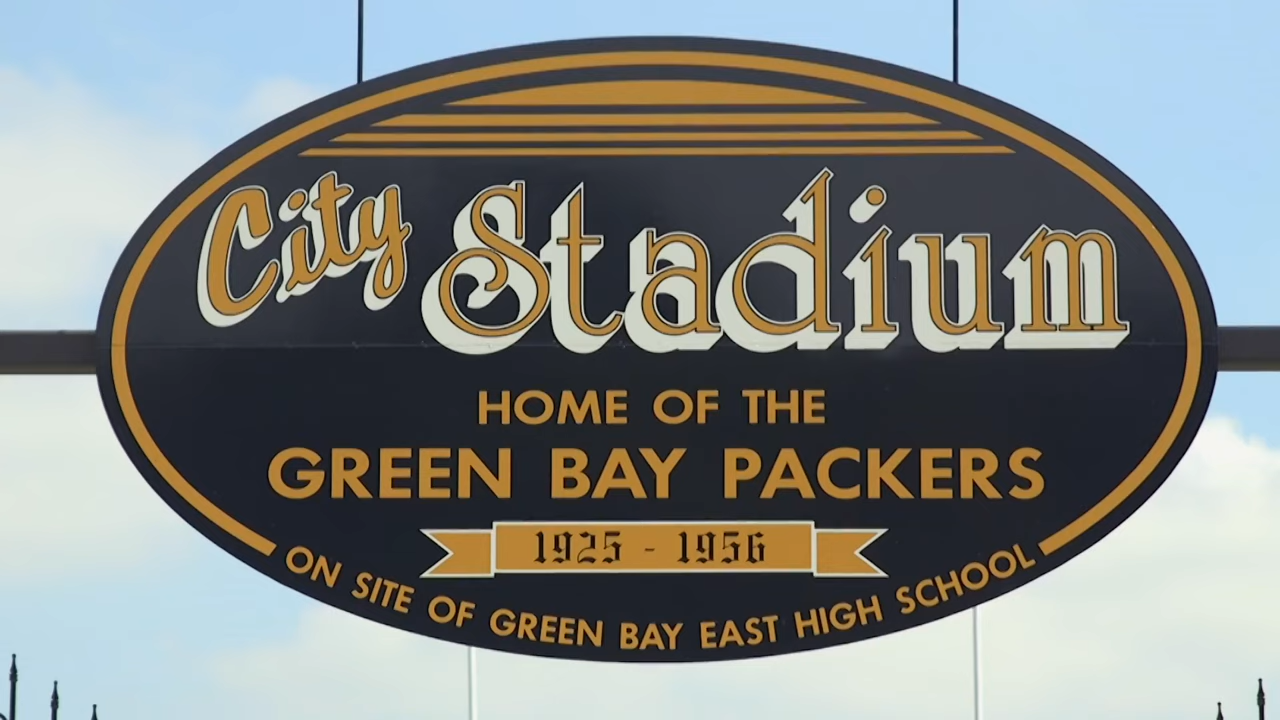 City Stadium
HOME OF THE
GREEN BAY PACKERS
1925 - 1956
ON SITE OF GREEN BAY EAST HIGH SCHOOL